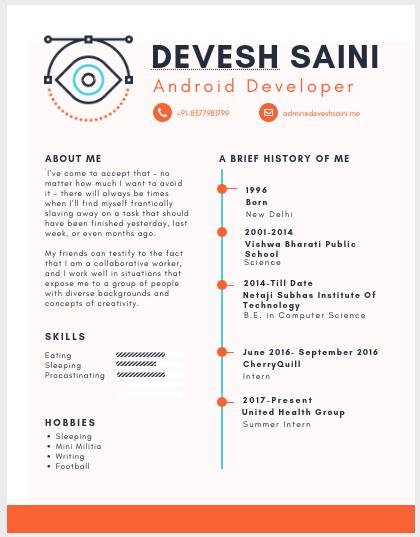 DEVESH SAINI
Android Developer
+91-8377981799
admin@deveshsaini.me
ABOUT ME
'I've come to accept that - no
matter how much I want to avoid
it - there will always be times
when I'll find myself frantically
slaving away on a task that should
have been finished yesterday, last
week, or even months ago.
My friends can testify to the fact
that I am a collaborative worker,
and I work well in situations that
expose me to a group of people
with diverse backgrounds and
concepts of creativity.
SKILLS
Eating
Sleeping
Procastinating
HOBBIES
• Sleeping
• Mini Militia
• Writing
• Football
A BRIEF HISTORY OF ME
1996
Born
New Delhi
2001-2014
Vishwa Bharati Public
School
Science
2014-Till Date
Netaji Subhas Institute Of
Technology
B.E. in Computer Science
June 2016- September 2016
CherryQuill
Intern
2017-Present
United Health Group
Summer Intern